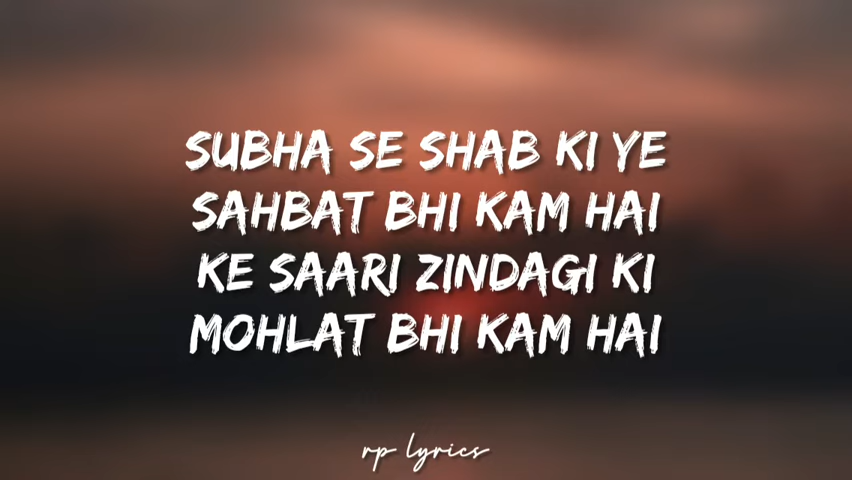 SUBHA SE SHAB KI YE
SAHBAT BHI KAM HAI
KE SAARI ZINDAGI KI
MOHLAT BHI KAM HAI
rp lyrics